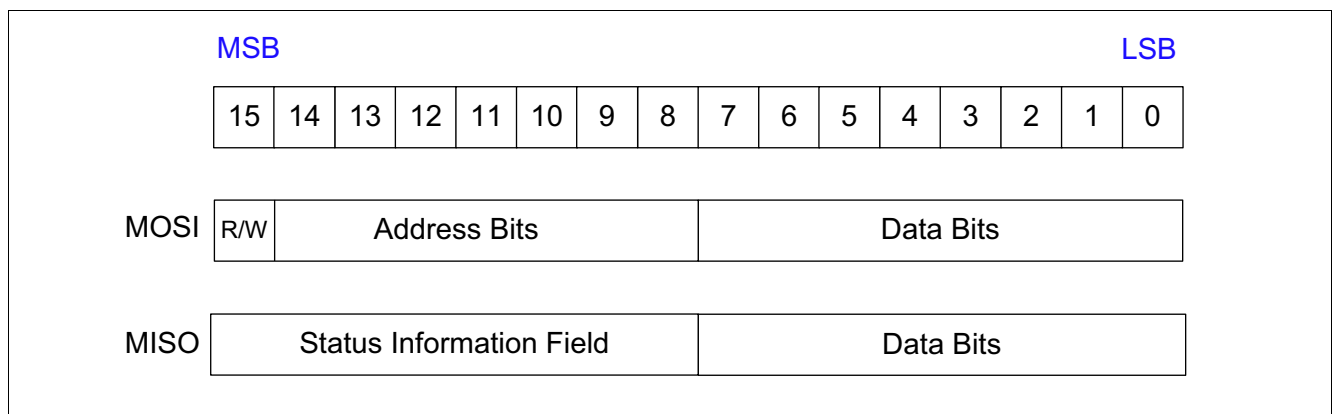 MSB LSB
15 14 13 12 11 10 9 8 7 6 5 4 3 2 1 0
MOSI R/W Address Bits Data Bits
MISO Status Information Field Data Bits